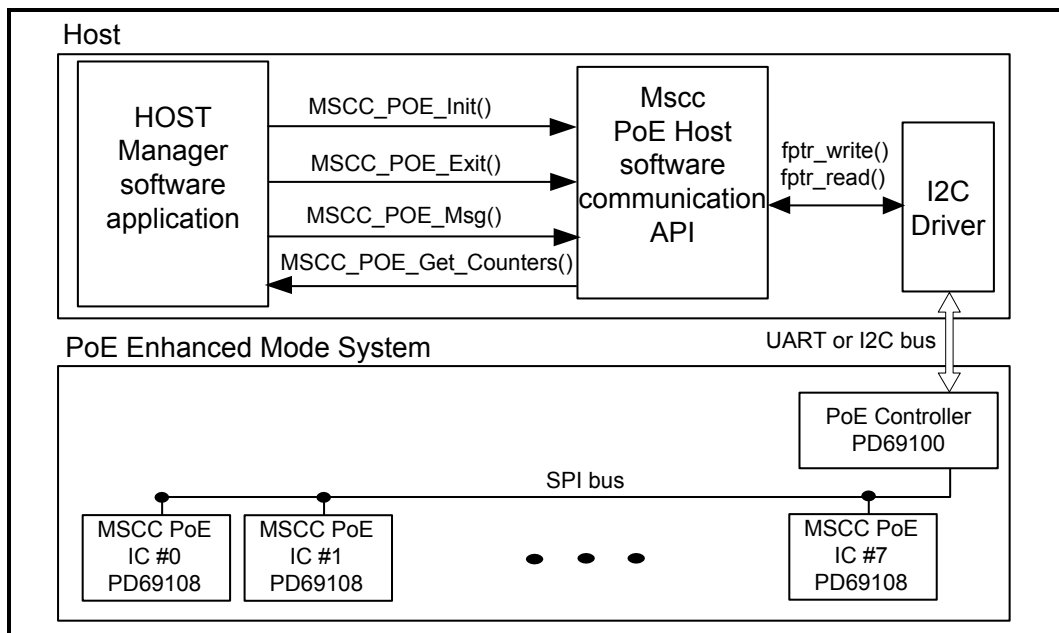 Host
HOST
Manager
software
application
MSCC_POE_Init()
MSCC_POE_Exit()
MSCC_POE_Msg()
MSCC_POE_Get_Counters()
Mscc
PoE Host
software
communication
API
fptr_write()
fptr_read()
I2C
Driver
UART or I2C bus
PoE Enhanced Mode System
PoE Controller
PD69100
SPI bus
MSCC PoE
IC #0
PD69108
MSCC PoE
IC #1
PD69108
MSCC PoE
IC #7
PD69108